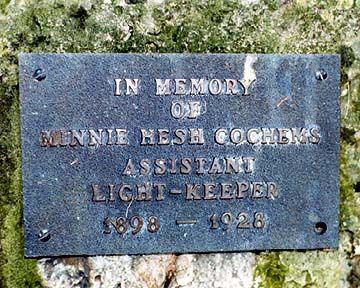 IN MEMORY
OF
MINNIE HESH COCHEMS
ASSISTANT
LIGHT-KEEPER
1898 — 1928